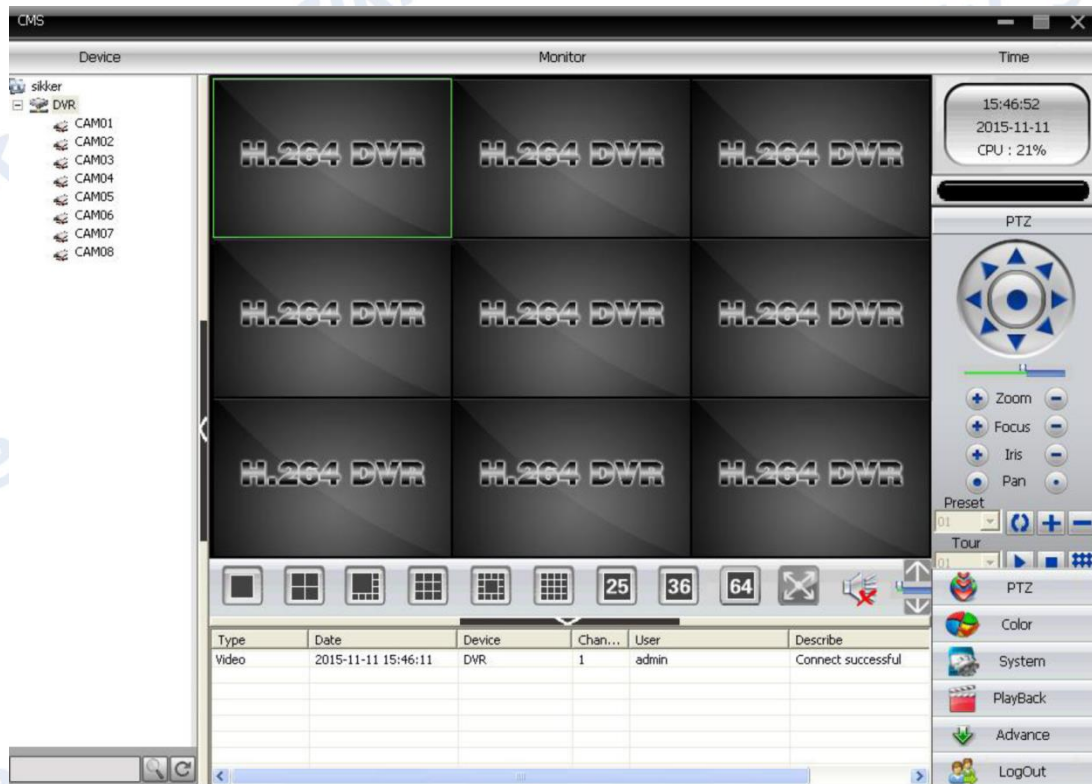 CMS
Device
Monitor
Time
sikker
DVR
CAM01
CAM02
CAM03
CAM04
CAM05
CAM06
CAM07
CAM08
H.264 DVR H.264 DVR H.264 DVR
H.264 DVR H.264 DVR H.264 DVR
H.264 DVR H.264 DVR H.264 DVR
15:46:52
2015-11-11
CPU : 21%
PTZ
Zoom
Focus
Iris
Pan
Preset
01
Tour
01
25 36 64
Type Date Device Chan... User Describe
Video 2015-11-11 15:46:11 DVR 1 admin Connect successful
PTZ
Color
System
PlayBack
Advance
LogOut